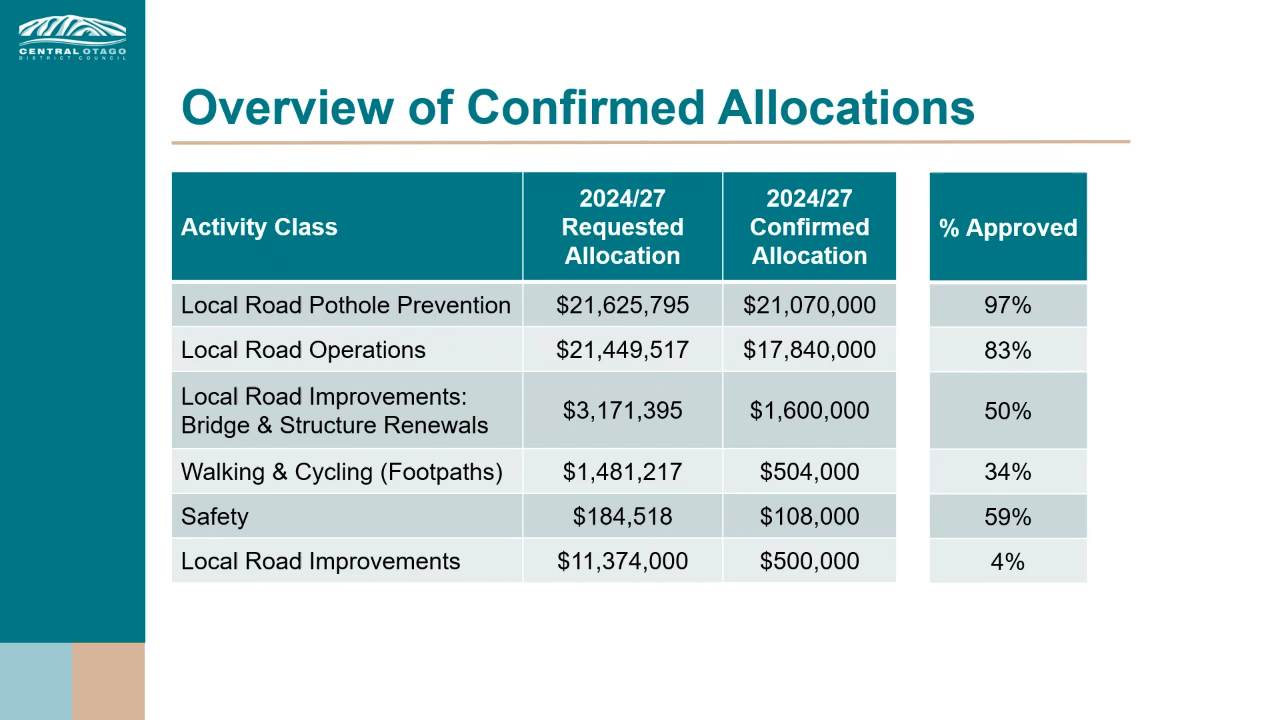 CENTRAL OTAGO
DISTRICT COUNCIL
Overview of Confirmed Allocations
Activity Class
2024/27
Requested
Allocation
2024/27
Confirmed
Allocation
% Approved
Local Road Pothole Prevention $21,625,795 $21,070,000 97%
Local Road Operations $21,449,517 $17,840,000 83%
Local Road Improvements:
Bridge & Structure Renewals $3,171,395 $1,600,000 50%
Walking & Cycling (Footpaths) $1,481,217 $504,000 34%
Safety $184,518 $108,000 59%
Local Road Improvements $11,374,000 $500,000 4%